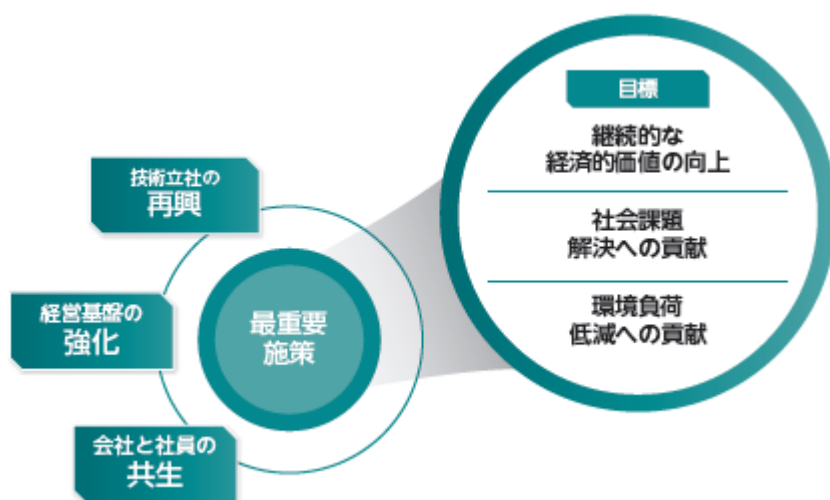 技術立社の
再興
経営基盤の
強化
会社と社員の
共生
最重要
施策
目標
継続的な
経済的価値の向上
社会課題
解決への貢献
環境負荷
低減への貢献